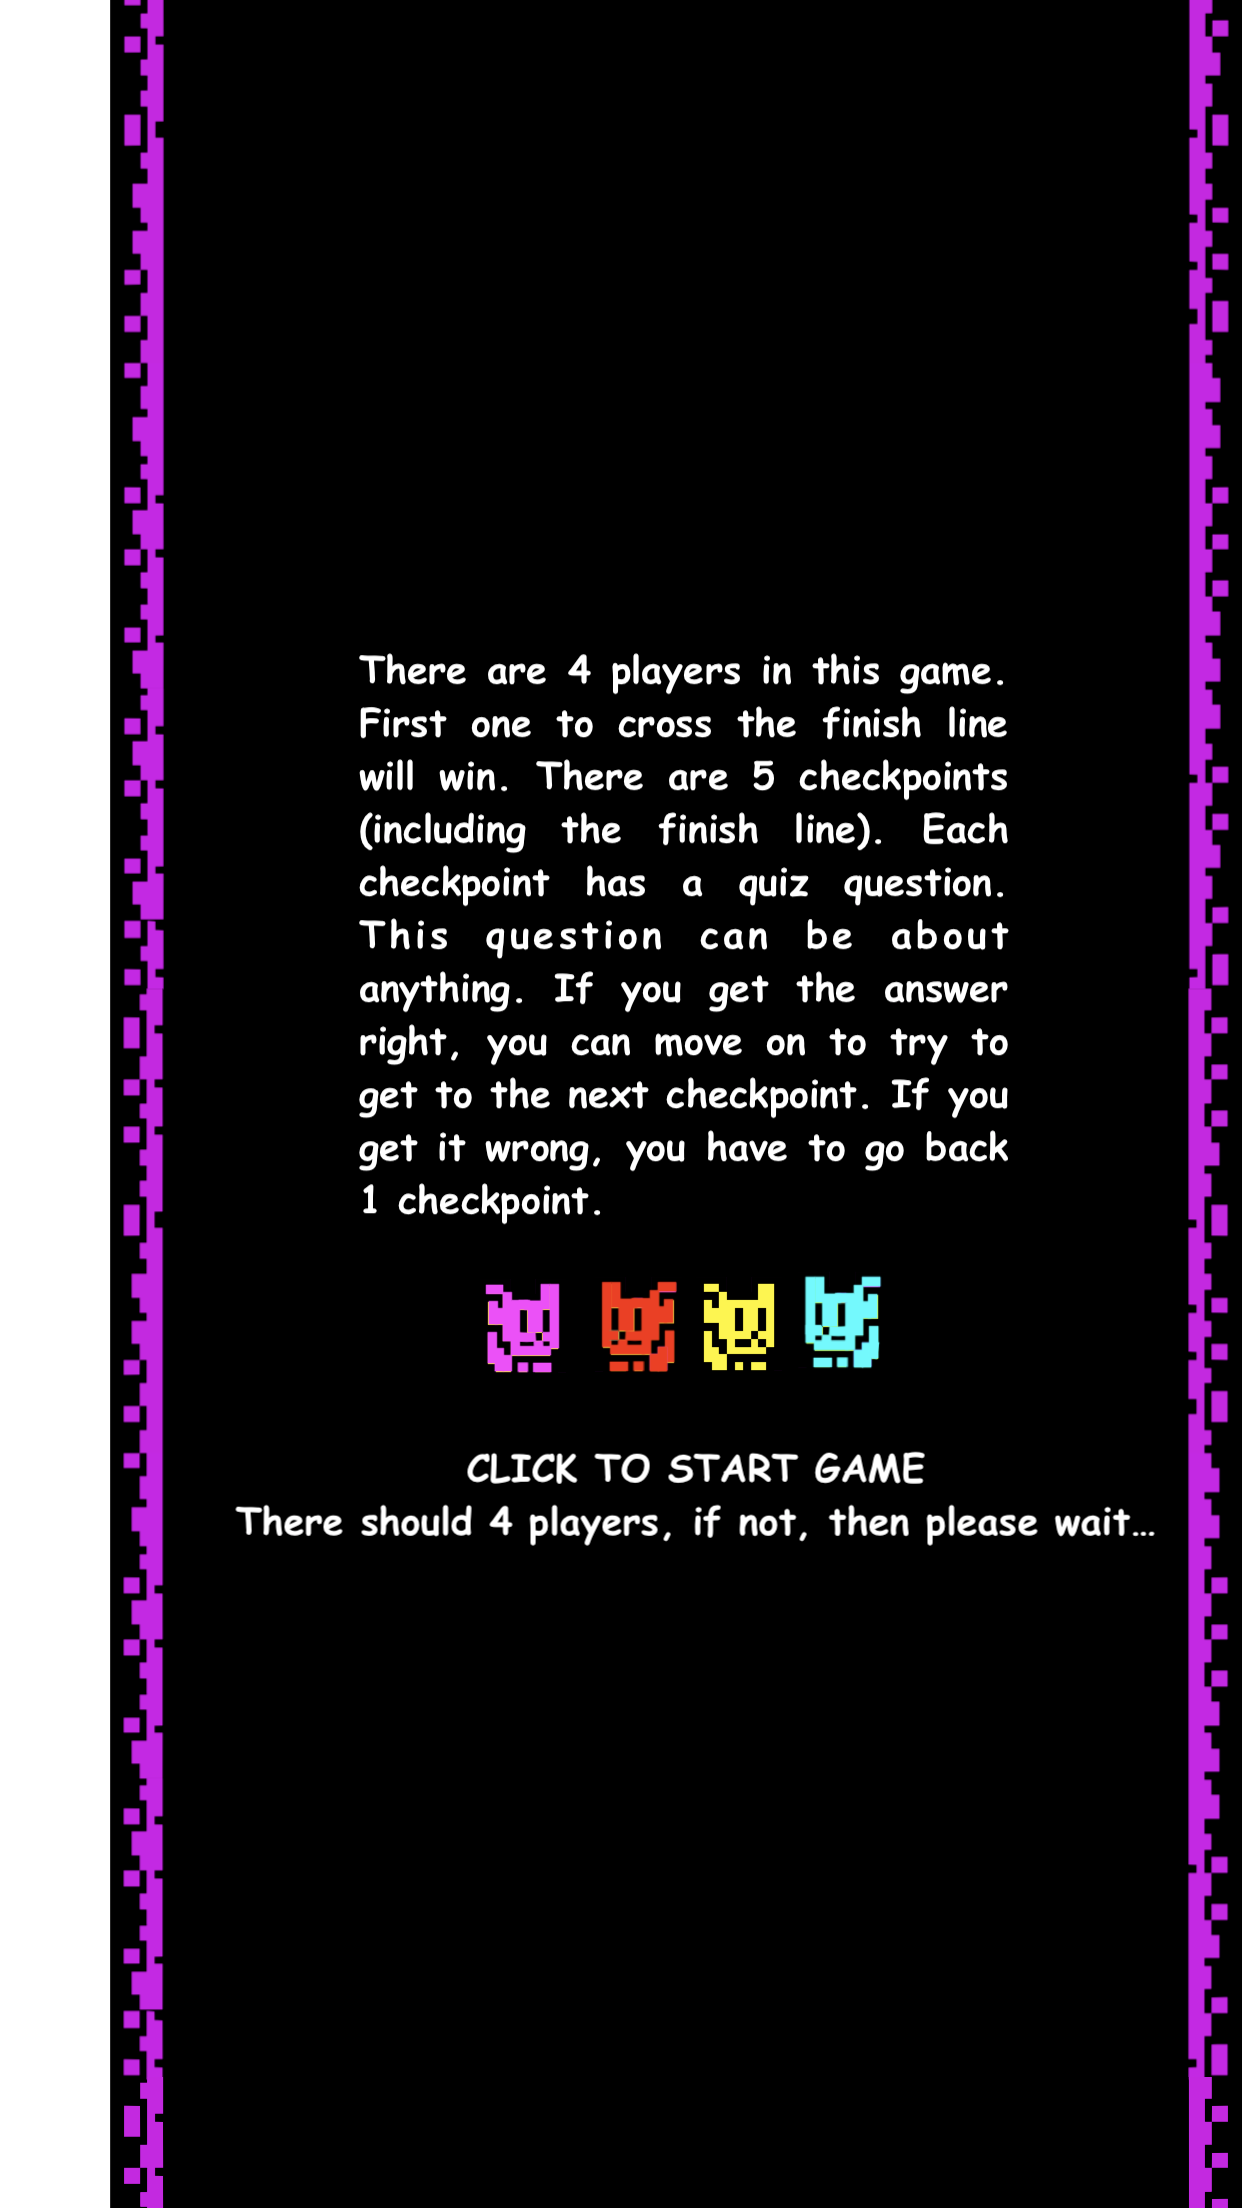 There are 4 players in this game.
First one to cross the finish line
will win. There are 5 checkpoints
(including the finish line). Each
checkpoint has a quiz question.
This question can be about
anything. If you get the answer
right, you can move on to try to
get to the next checkpoint. If you
get it wrong, you have to go back
1 checkpoint.
CLICK TO START GAME
There should 4 players, if not, then please wait...